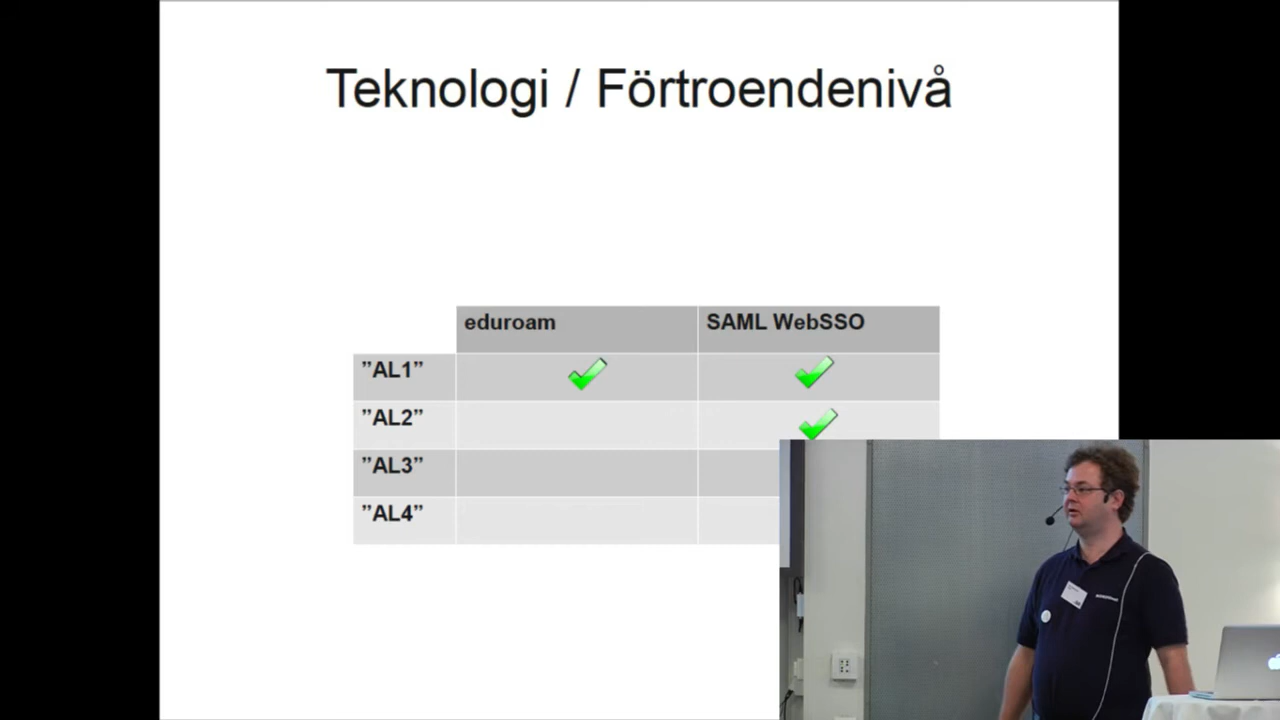 Teknologi / Förtroendenivå
eduroam SAML WebSSO
”AL1”
”AL2”
”AL3”
”AL4”